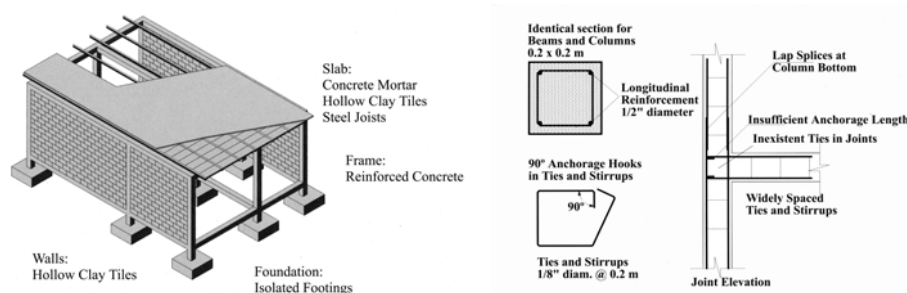 Slab:
Concrete Mortar
Hollow Clay Tiles
Steel Joists
Frame:
Reinforced Concrete
Walls:
Hollow Clay Tiles
Foundation:
Isolated Footings
Identical section for
Beams and Columns
0.2 x 0.2 m
Longitudinal
Reinforcement
1/2" diameter
90º Anchorage Hooks
in Ties and Stirrups
90º
Ties and Stirrups
1/8" diam. @ 0.2 m
Lap Splices at
Column Bottom
Insufficient Anchorage Length
Inexistent Ties in Joints
Widely Spaced
Ties and Stirrups
Joint Elevation